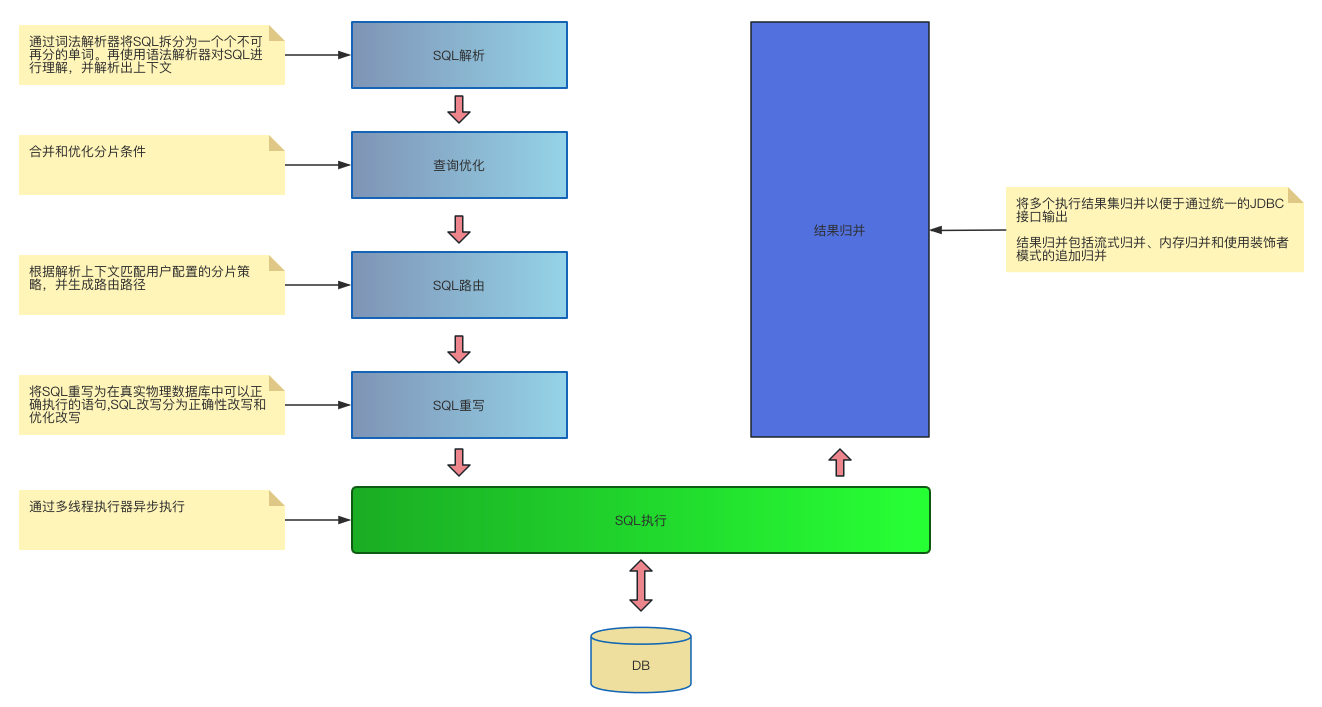 通过词法解析器将SQL拆分为一个个不可
再分的单词。再使用语法解析器对SQL进
行理解，并解析出上下文
SQL解析
合并和优化分片条件
查询优化
根据解析上下文匹配用户配置的分片策
略，并生成路由路径
SQL路由
将SQL重写为在真实物理数据库中可以正
确执行的语句,SQL改写分为正确性改写和
优化改写
SQL重写
通过多线程执行器异步执行
SQL执行
DB
结果归并
将多个执行结果集归并以便于通过统一的JDBC
接口输出
结果归并包括流式归并、内存归并和使用装饰者
模式的追加归并